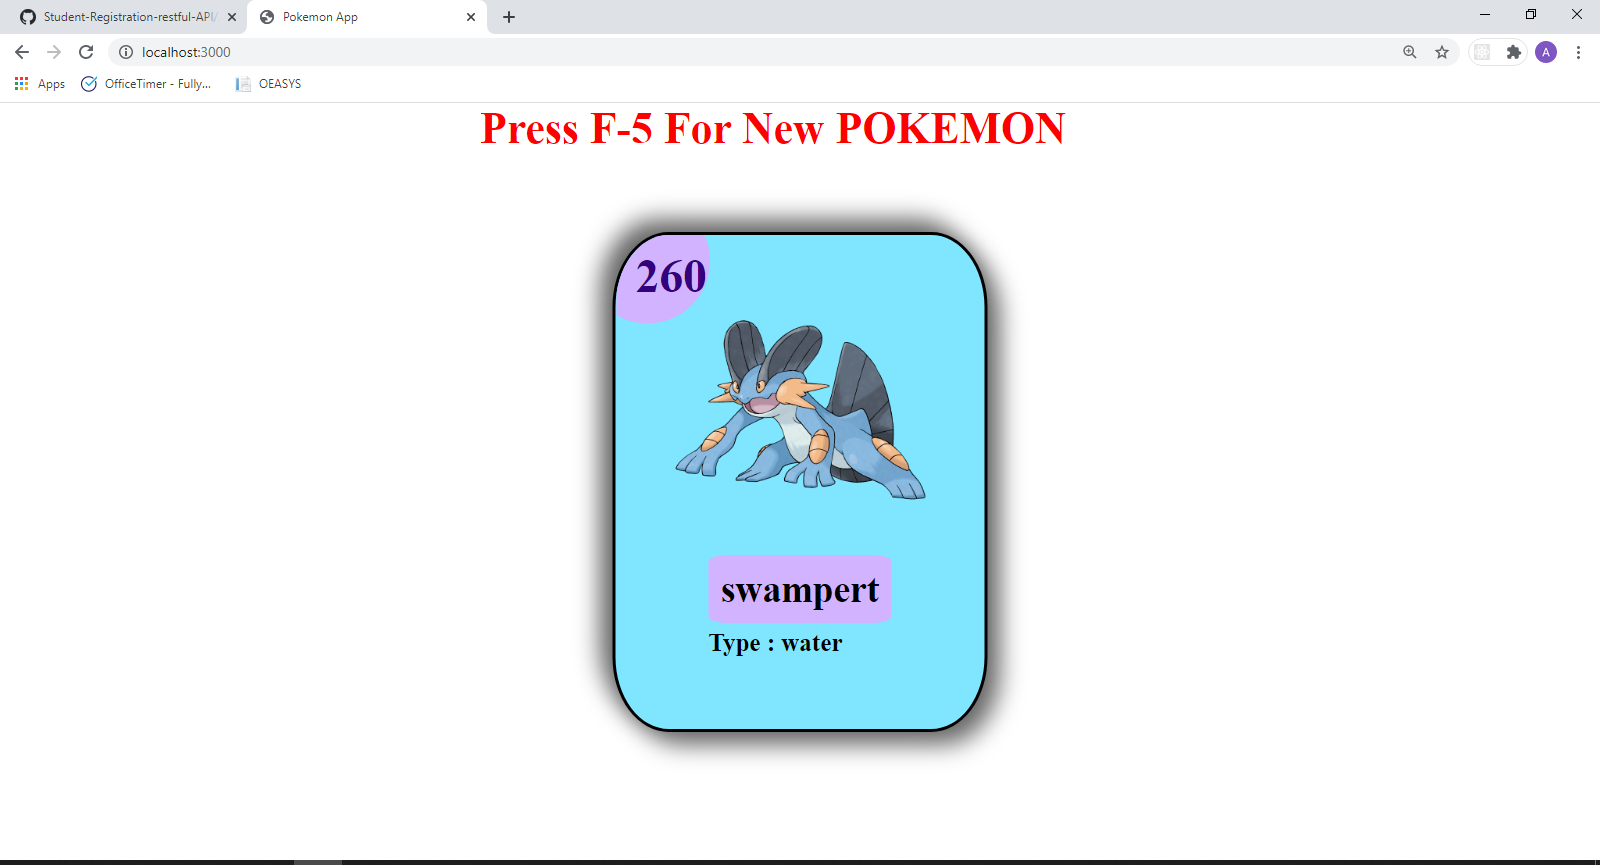 Student-Registration-restful-API/
Pokemon App
localhost:3000
A
Apps
OfficeTimer - Fully...
OEASYS
Press F-5 For New POKEMON
260
swampert
Type : water